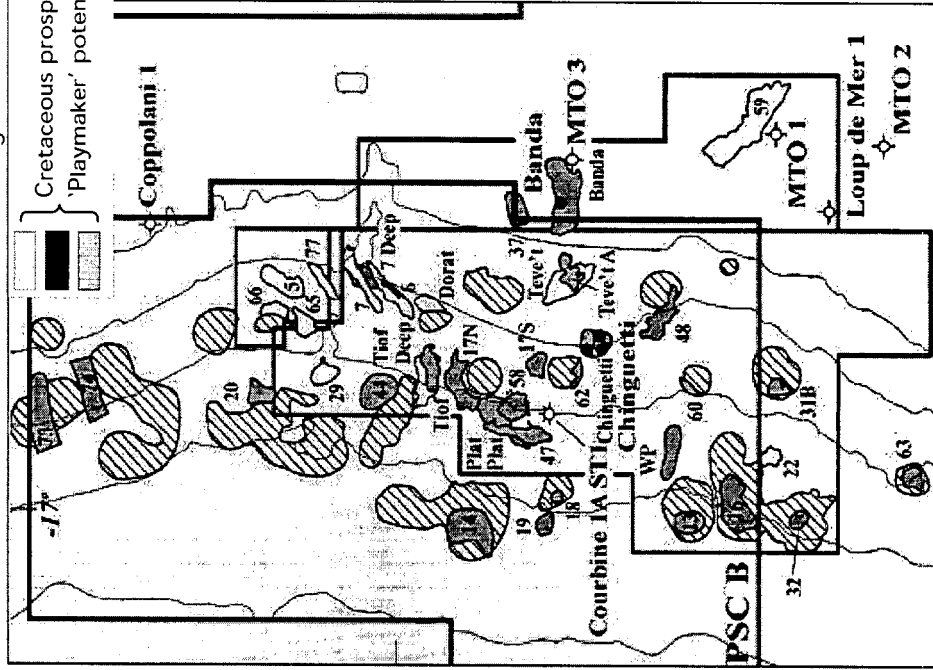 Cretaceous prosp
'Playmaker' poten
-17°
Coppolani 1
66
56
65
77
7
7 Deep
6
20
29
Tiof
Deep
Dorat
17N
Tiof
Plat
Plat
58
17S
37
Banda
MTO 3
Banda
Teve't
Teve't A
47
62
Chinguetti
Chinguetti
48
14
19
18
Courbine 1A ST1
WP
60
31B
22
32
PSC B
63
59
MTO 1
Loup de Mer 1
MTO 2